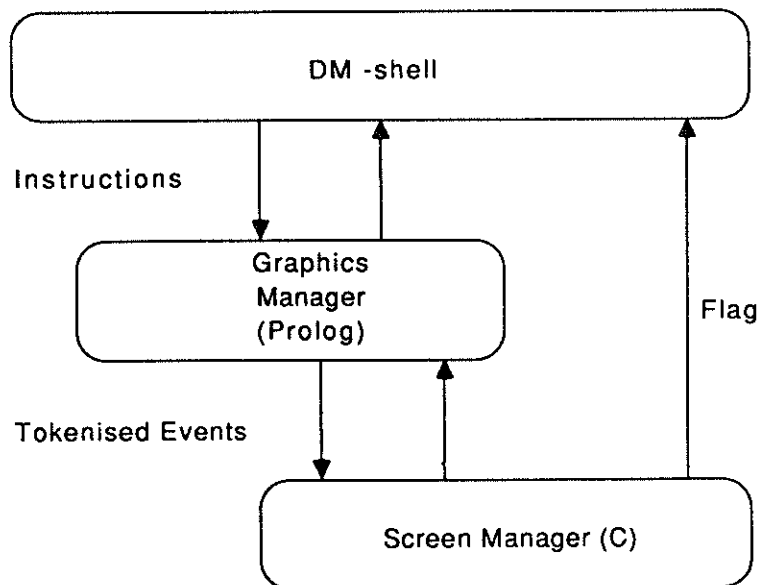 DM -shell
Instructions
Graphics
Manager
(Prolog)
Flag
Tokenised Events
Screen Manager (C)